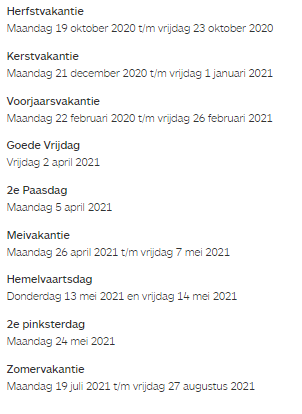 Herfstvakantie
Maandag 19 oktober 2020 t/m vrijdag 23 oktober 2020
Kerstvakantie
Maandag 21 december 2020 t/m vrijdag 1 januari 2021
Voorjaarsvakantie
Maandag 22 februari 2020 t/m vrijdag 26 februari 2021
Goede Vrijdag
Vrijdag 2 april 2021
2e Paasdag
Maandag 5 april 2021
Meivakantie
Maandag 26 april 2021 t/m vrijdag 7 mei 2021
Hemelvaartsdag
Donderdag 13 mei 2021 en vrijdag 14 mei 2021
2e pinksterdag
Maandag 24 mei 2021
Zomervakantie
Maandag 19 juli 2021 t/m vrijdag 27 augustus 2021